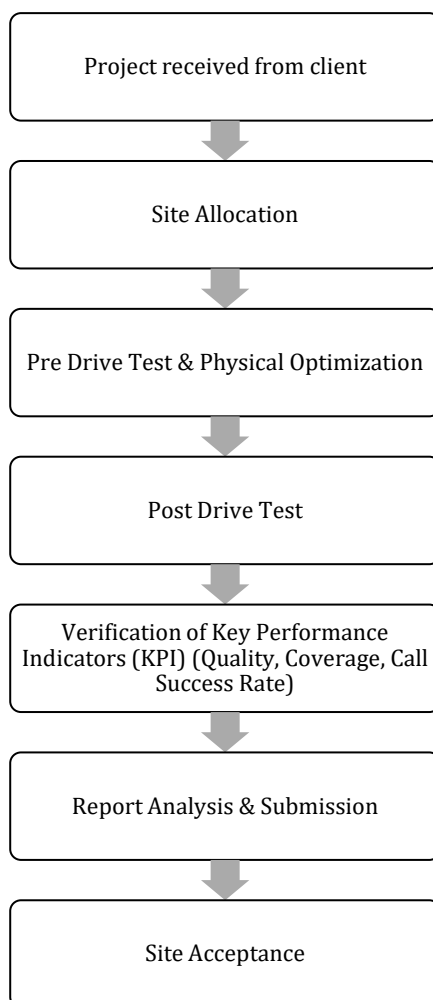 Project received from client
Site Allocation
Pre Drive Test & Physical Optimization
Post Drive Test
Verification of Key Performance
Indicators (KPI) (Quality, Coverage, Call
Success Rate)
Report Analysis & Submission
Site Acceptance